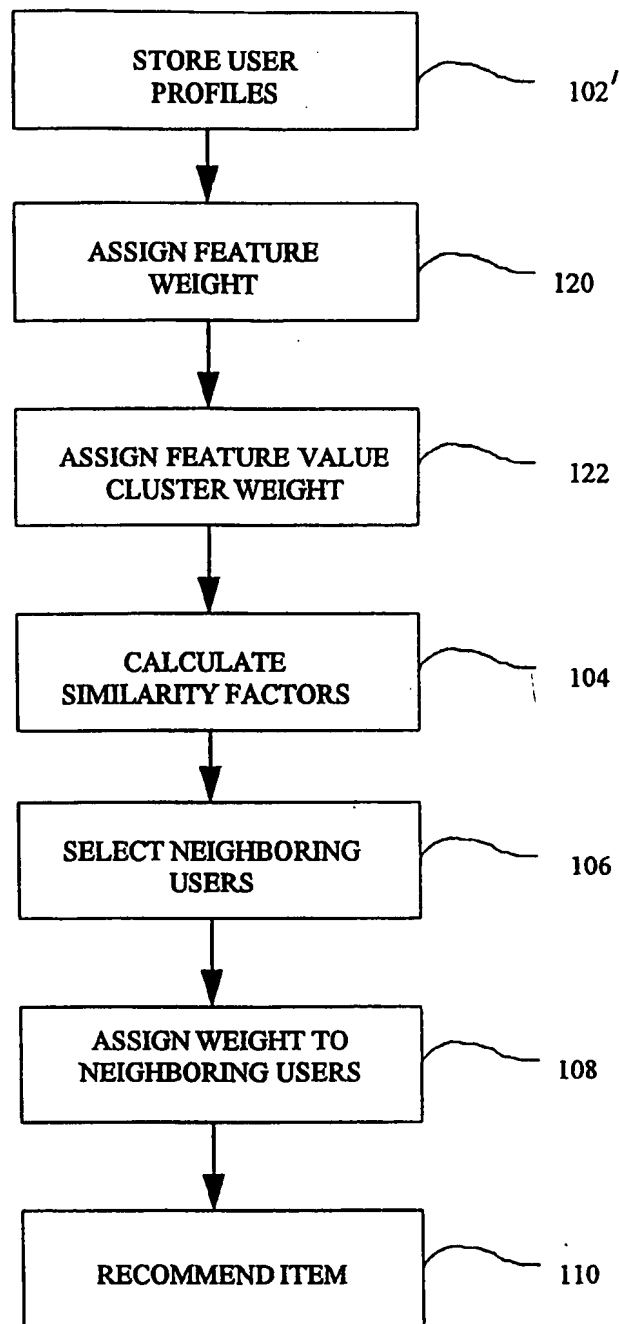 STORE USER
PROFILES
102'
ASSIGN FEATURE
WEIGHT
120
ASSIGN FEATURE VALUE
CLUSTER WEIGHT
122
CALCULATE
SIMILARITY FACTORS
104
SELECT NEIGHBORING
USERS
106
ASSIGN WEIGHT TO
NEIGHBORING USERS
108
RECOMMEND ITEM
110